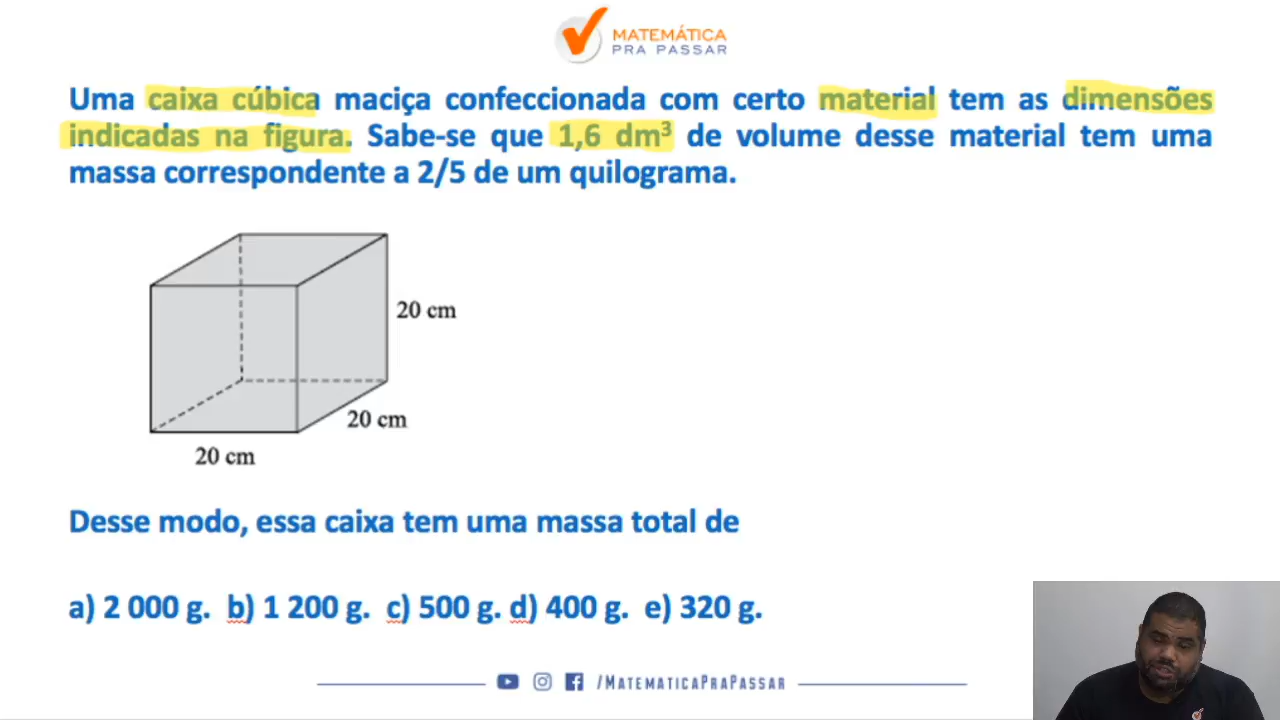 MATEMÁTICA
PRA PASSAR
Uma caixa cúbica maciça confeccionada com certo material tem as dimensões
indicadas na figura. Sabe-se que 1,6 dm³ de volume desse material tem uma
massa correspondente a 2/5 de um quilograma.
20 cm
20 cm
20 cm
Desse modo, essa caixa tem uma massa total de
a) 2 000 g. b) 1 200 g. c) 500 g. d) 400 g. e) 320 g.
/MATEMATICAPRAPASSAR